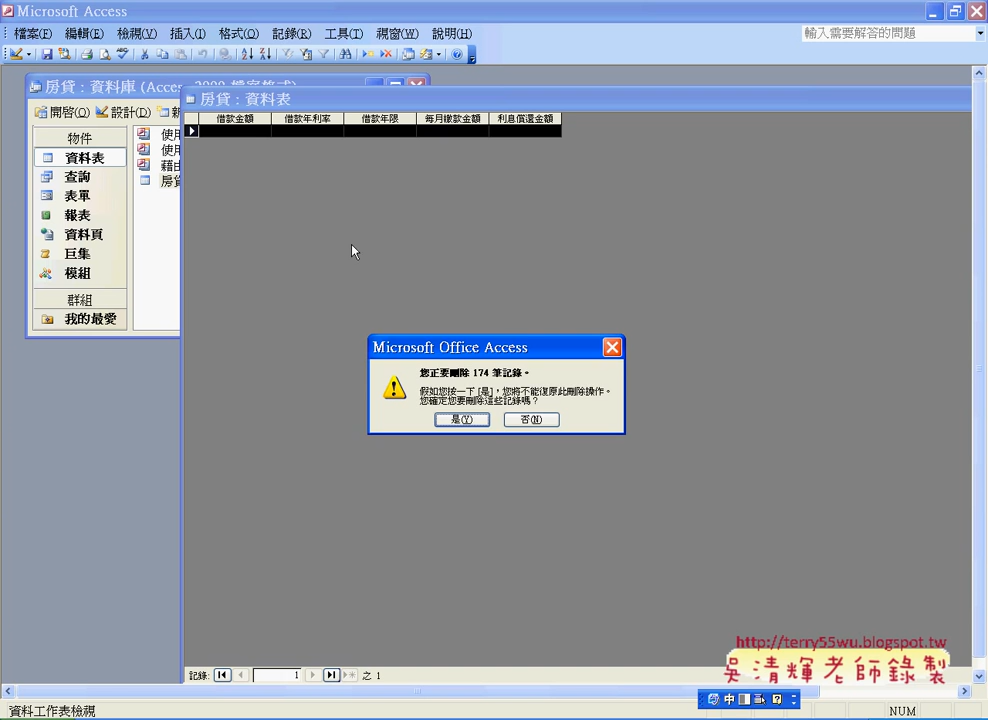 Microsoft Access
檔案(F) 編輯(E) 檢視(V) 插入(I) 格式(O) 記錄(R) 工具(T) 視窗(W) 說明(H)
輸入需要解答的問題
房貸：資料庫 (Acces
房貸：資料表
開啓(O) 設計(D) 新
物件
資料表
查詢
表單
報表
資料頁
巨集
模組
群組
我的最愛
使用
使用
藉由
房貸
借款金額 借款年利率 借款年限 每月繳款金額 利息償還金額
Microsoft Office Access
您正要刪除 174 筆記錄。
假如您按一下 [是]，您將不能復原此刪除操作。
您確定您要刪除這些記錄嗎？
是(Y) 否(N)
記錄: 1 之 1
http://terry55wu.blogspot.tw
吳清輝老師錄製
中
資料工作表檢視
NUM